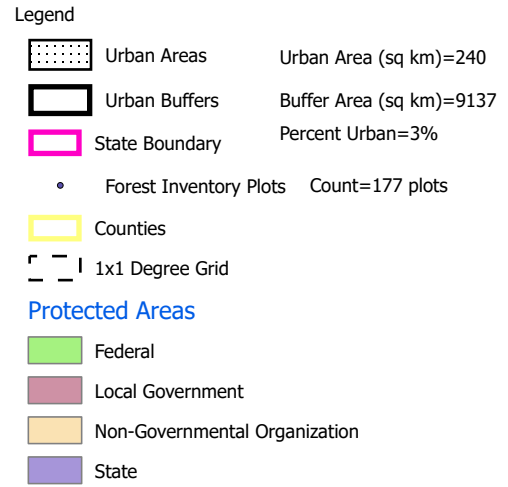 Legend
Urban Areas Urban Area (sq km)=240
Urban Buffers Buffer Area (sq km)=9137
State Boundary Percent Urban=3%
Forest Inventory Plots Count=177 plots
Counties
1x1 Degree Grid
Protected Areas
Federal
Local Government
Non-Governmental Organization
State